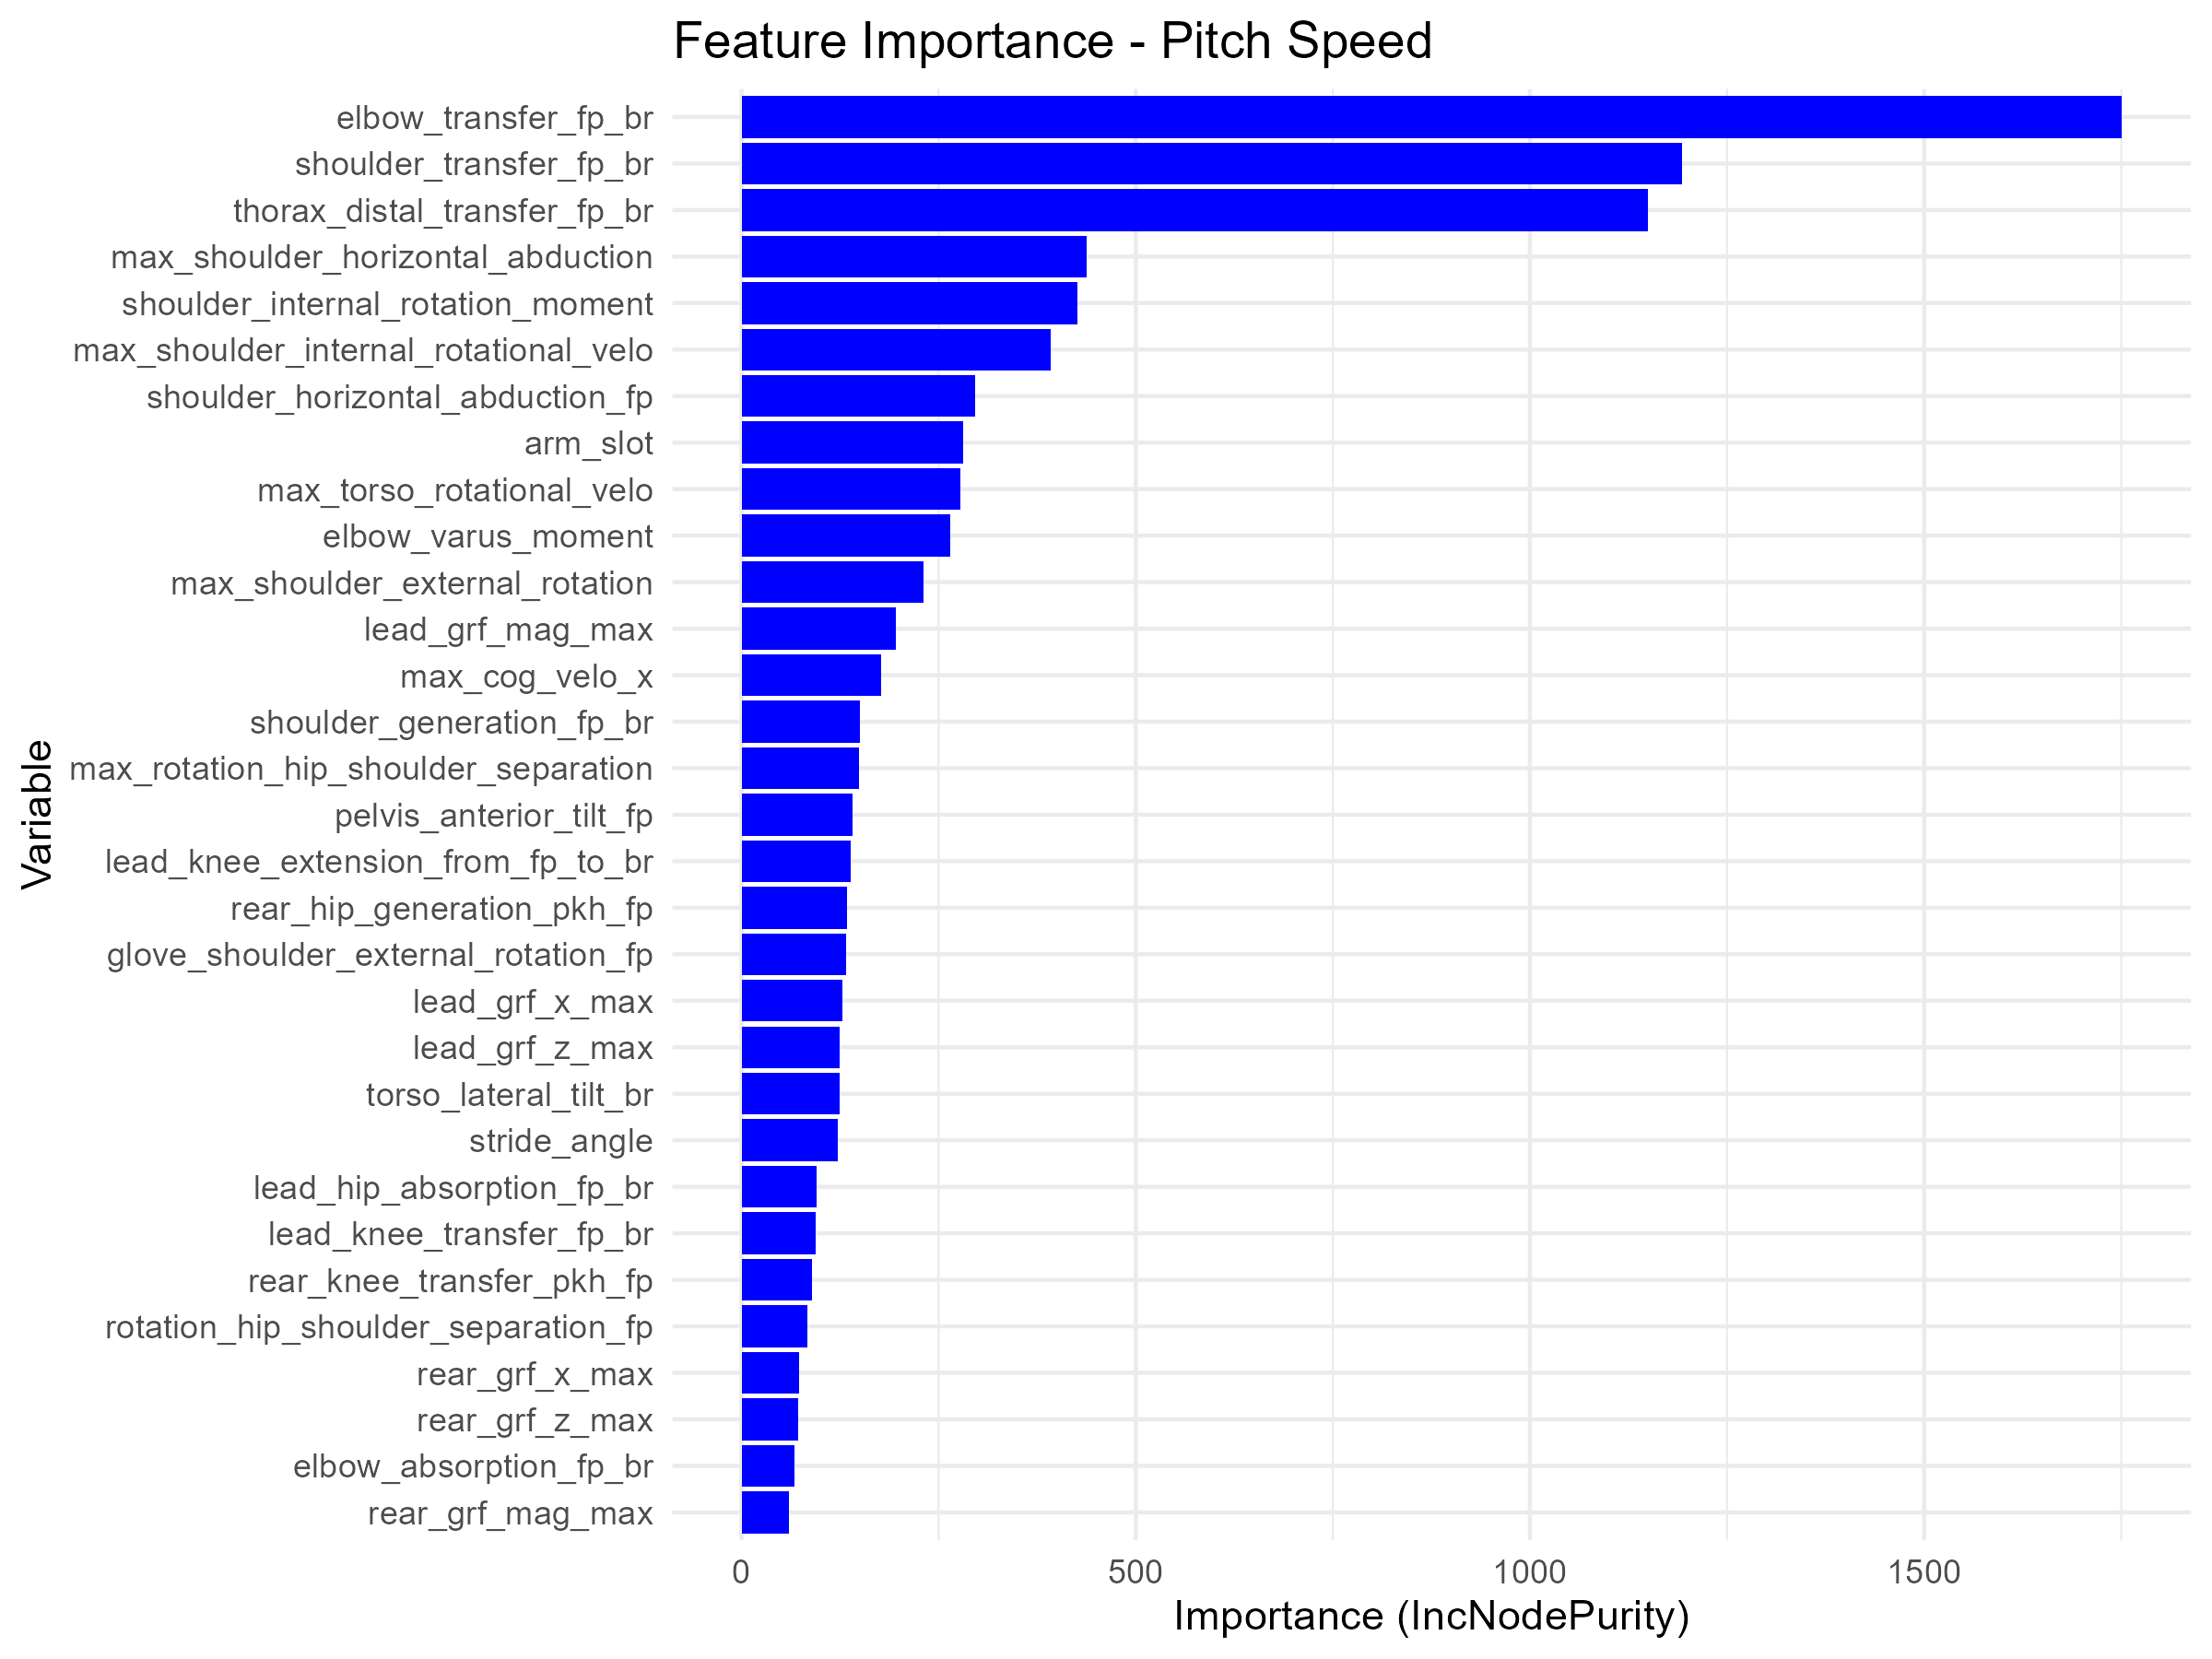 Feature Importance - Pitch Speed
Variable
elbow_transfer_fp_br
shoulder_transfer_fp_br
thorax_distal_transfer_fp_br
max_shoulder_horizontal_abduction
shoulder_internal_rotation_moment
max_shoulder_internal_rotational_velo
shoulder_horizontal_abduction_fp
arm_slot
max_torso_rotational_velo
elbow_varus_moment
max_shoulder_external_rotation
lead_grf_mag_max
max_cog_velo_x
shoulder_generation_fp_br
max_rotation_hip_shoulder_separation
pelvis_anterior_tilt_fp
lead_knee_extension_from_fp_to_br
rear_hip_generation_pkh_fp
glove_shoulder_external_rotation_fp
lead_grf_x_max
lead_grf_z_max
torso_lateral_tilt_br
stride_angle
lead_hip_absorption_fp_br
lead_knee_transfer_fp_br
rear_knee_transfer_pkh_fp
rotation_hip_shoulder_separation_fp
rear_grf_x_max
rear_grf_z_max
elbow_absorption_fp_br
rear_grf_mag_max
0 500 1000 1500
Importance (IncNodePurity)